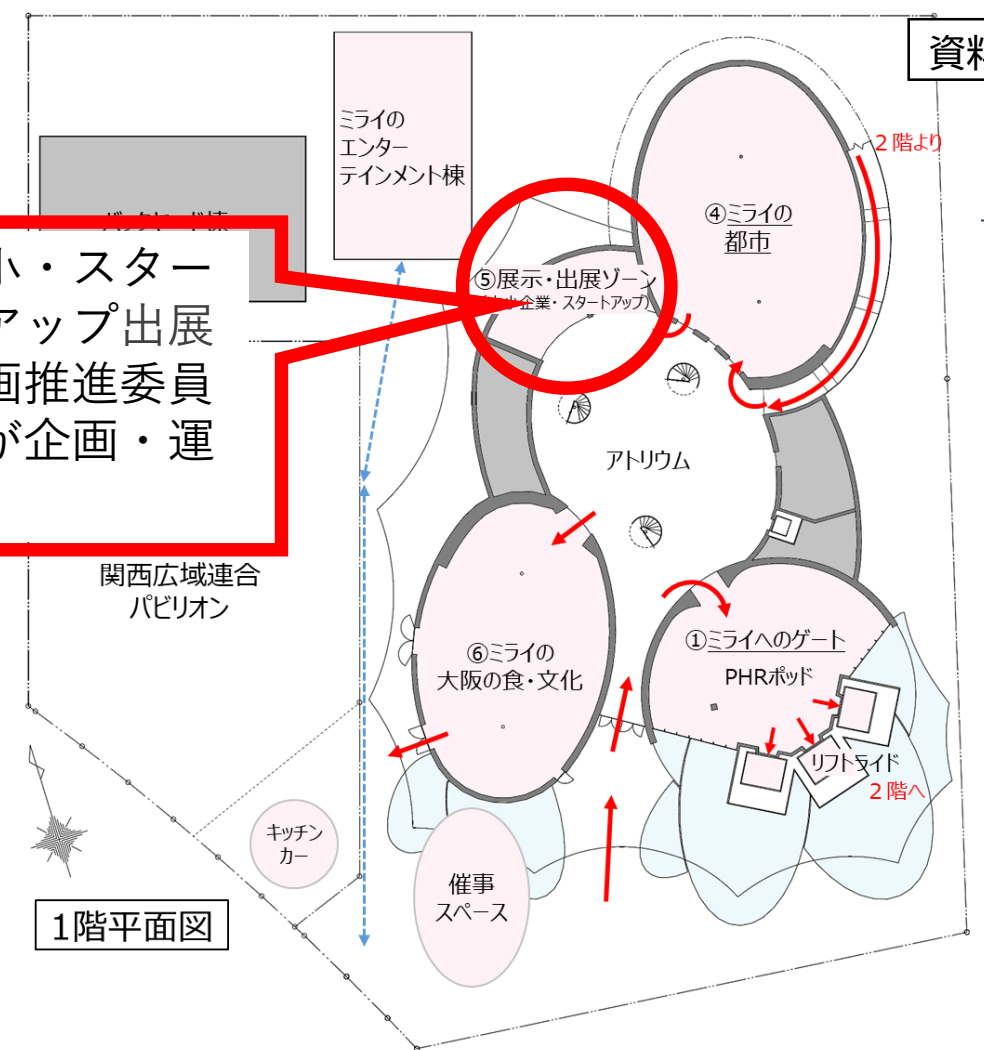 資料
ミライの
エンター
テインメント棟
2階より
④ミライの
都市
小・スター
アップ出展
画推進委員
が企画・運
⑤展示・出展ゾーン
企業・スタートアップ)
アトリウム
関西広域連合
パビリオン
①ミライへのゲート
PHRポッド
⑥ミライの
大阪の食・文化
リフトライド
2階へ
キッチン
カー
催事
スペース
1階平面図